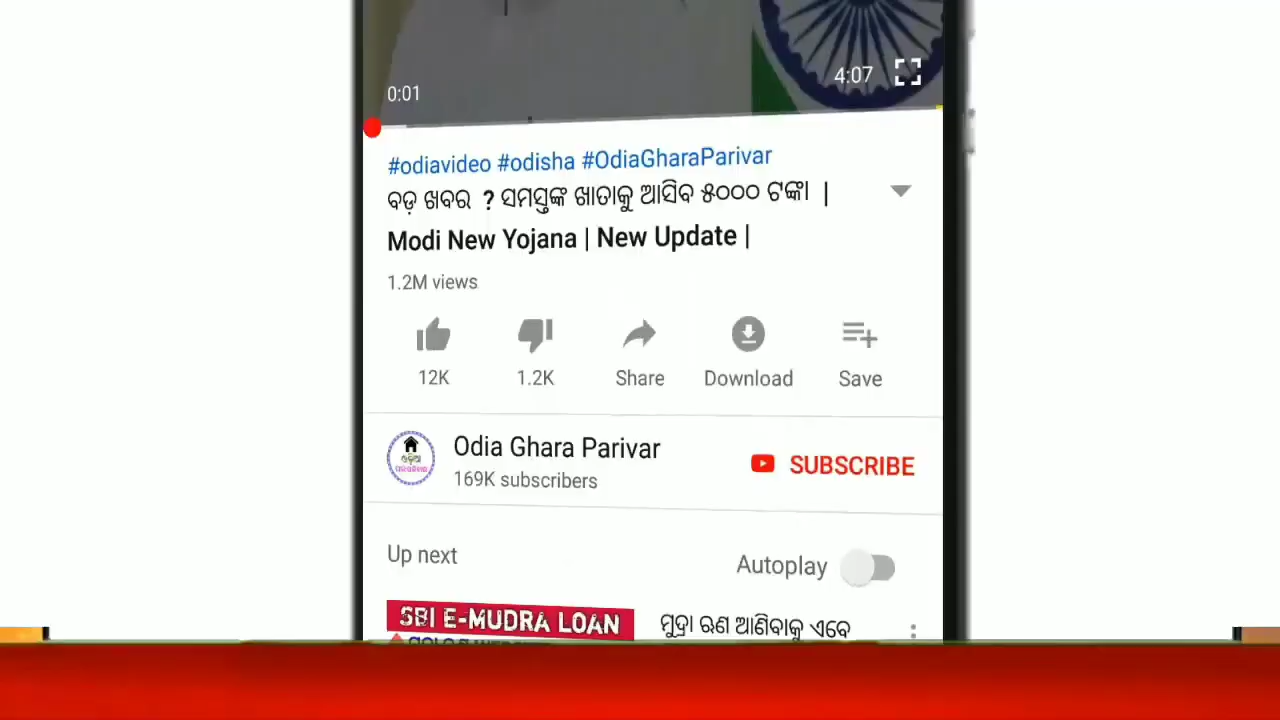 4:07
0:01
#odiavideo #odisha #OdiaGharaParivar
ବଡ଼ ଖବର ? ସମସ୍ତଙ୍କ ଖାତାକୁ ଆସିବ ୫୦୦୦ ଟଙ୍କା |
Modi New Yojana | New Update |
1.2M views
12K 1.2K Share Download Save
Odia Ghara Parivar
169K subscribers
SUBSCRIBE
Up next
Autoplay
SBI E-MUDRA LOAN
ମୁଦ୍ରା ଋଣ ଆଣିବାକୁ ଏବେ